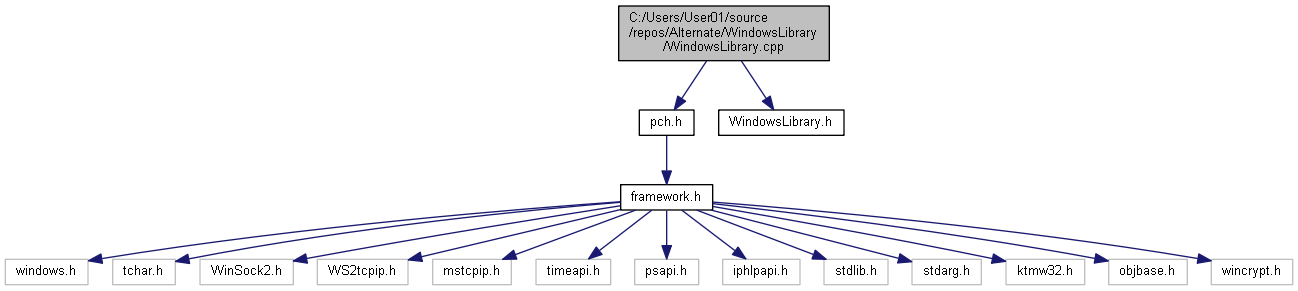 C:/Users/User01/source
/repos/Alternate/WindowsLibrary
/WindowsLibrary.cpp
pch.h
WindowsLibrary.h
framework.h
windows.h
tchar.h
WinSock2.h
WS2tcpip.h
mstcpip.h
timeapi.h
psapi.h
iphlpapi.h
stdlib.h
stdarg.h
ktmw32.h
objbase.h
wincrypt.h